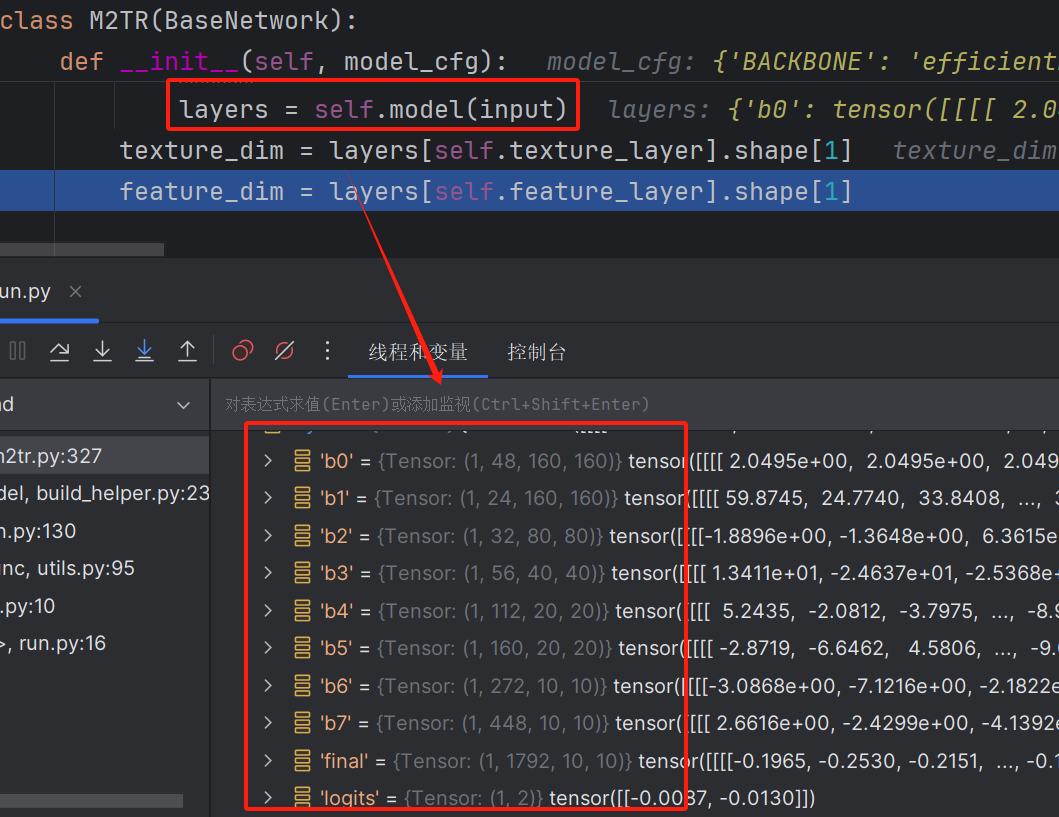 class M2TR(BaseNetwork):
def __init__(self, model_cfg):   model_cfg: {'BACKBONE': 'efficient
layers = self.model(input)   layers: {'b0': tensor([[[[ 2.0
texture_dim = layers[self.texture_layer].shape[1]   texture_dim
feature_dim = layers[self.feature_layer].shape[1]
un.py ×
线程和变量 控制台
d 对表达式求值(Enter)或添加监视(Ctrl+Shift+Enter)
'b0' = {Tensor: (1, 48, 160, 160)} tensor([[[[ 2.0495e+00, 2.0495e+00, 2.049
m2tr.py:327
'b1' = {Tensor: (1, 24, 160, 160)} tensor([[[[ 59.8745, 24.7740, 33.8408, ...,
del, build_helper.py:23
'b2' = {Tensor: (1, 32, 80, 80)} tensor([[[[-1.8896e+00, -1.3648e+00, 6.3615e
n.py:130
'b3' = {Tensor: (1, 56, 40, 40)} tensor([[[[ 1.3411e+01, -2.4637e+01, -2.5368e+
nc, utils.py:95
'b4' = {Tensor: (1, 112, 20, 20)} tensor([[[[ 5.2435, -2.0812, -3.7975, ..., -8.9
.py:10
'b5' = {Tensor: (1, 160, 20, 20)} tensor([[[[ -2.8719, -6.6462, 4.5806, ..., -9.
>, run.py:16
'b6' = {Tensor: (1, 272, 10, 10)} tensor([[[[-3.0868e+00, -7.1216e+00, -2.1822e
'b7' = {Tensor: (1, 448, 10, 10)} tensor([[[[ 2.6616e+00, -2.4299e+00, -4.1392e
'final' = {Tensor: (1, 1792, 10, 10)} tensor([[[[-0.1965, -0.2530, -0.2151, ..., -0.1
'logits' = {Tensor: (1, 2)} tensor([[-0.0087, -0.0130]])